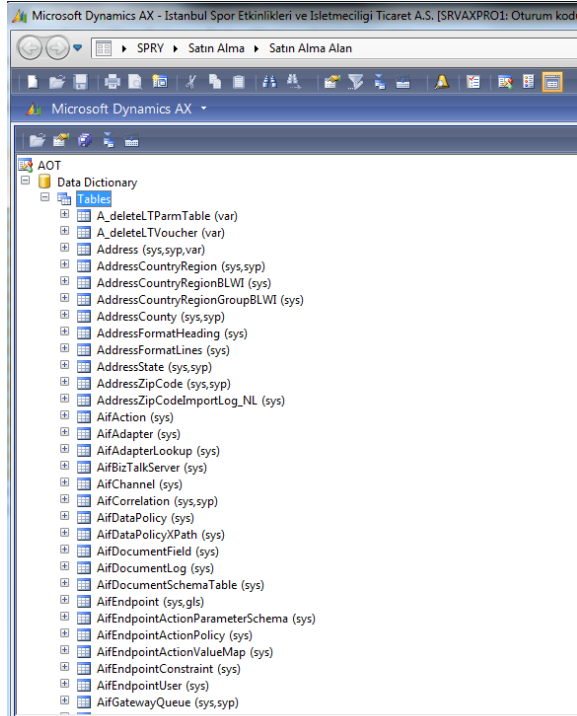 Microsoft Dynamics AX - Istanbul Spor Etkinlikleri ve Isletmeciligi Ticaret A.S. [SRVAXPRO1: Oturum kod
SPRY Satın Alma Satın Alma Alan
Microsoft Dynamics AX
AOT
Data Dictionary
Tables
A_deleteLTParmTable (var)
A_deleteLTVoucher (var)
Address (sys,syp,var)
AddressCountryRegion (sys,syp)
AddressCountryRegionBLWI (sys)
AddressCountryRegionGroupBLWI (sys)
AddressCounty (sys,syp)
AddressFormatHeading (sys)
AddressFormatLines (sys)
AddressState (sys,syp)
AddressZipCode (sys,syp)
AddressZipCodeImportLog_NL (sys)
AifAction (sys)
AifAdapter (sys)
AifAdapterLookup (sys)
AifBizTalkServer (sys)
AifChannel (sys)
AifCorrelation (sys,syp)
AifDataPolicy (sys)
AifDataPolicyXPath (sys)
AifDocumentField (sys)
AifDocumentLog (sys)
AifDocumentSchemaTable (sys)
AifEndpoint (sys,gls)
AifEndpointActionParameterSchema (sys)
AifEndpointActionPolicy (sys)
AifEndpointActionValueMap (sys)
AifEndpointConstraint (sys)
AifEndpointUser (sys)
AifGatewayQueue (sys,syp)